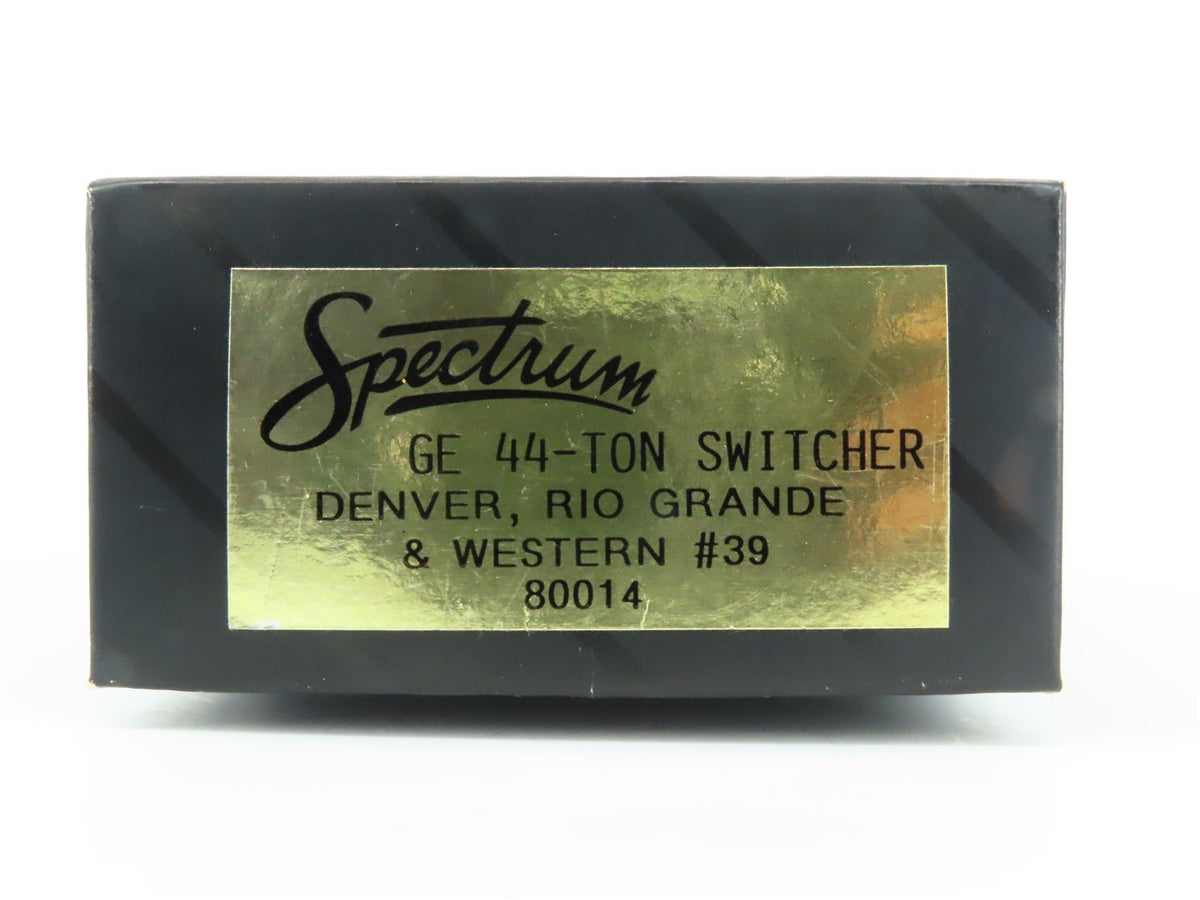 Spectrum
GE 44-TON SWITCHER
DENVER, RIO GRANDE
& WESTERN #39
80014